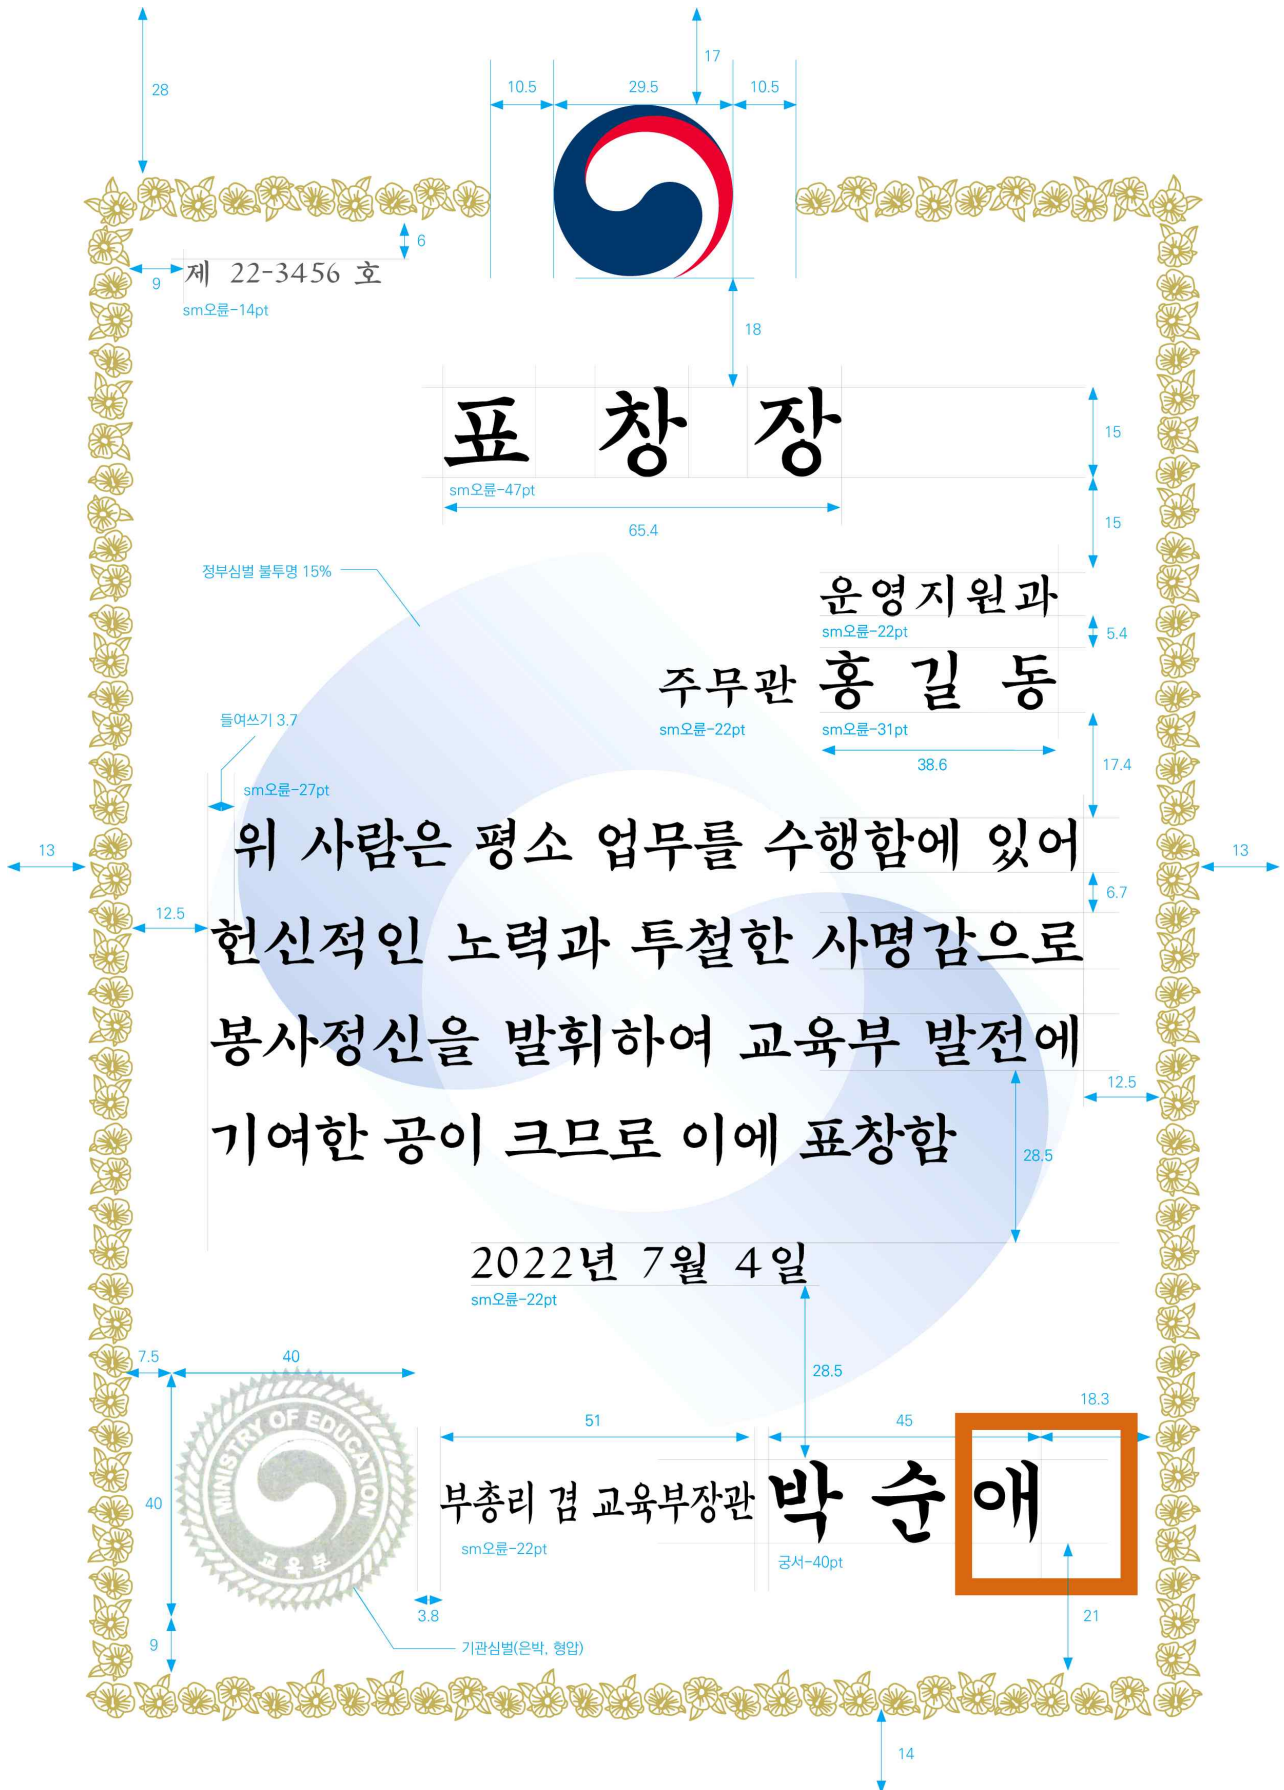 17
28
10.5
29.5
10.5
6
9
제 22-3456 호
sm오륜-14pt
18
표 창 장
15
sm오륜-47pt
65.4
15
정부심벌 불투명 15%
운영지원과
sm오륜-22pt
5.4
주무관 홍 길 동
sm오륜-22pt
sm오륜-31pt
들여쓰기 3.7
38.6
17.4
sm오륜-27pt
위 사람은 평소 업무를 수행함에 있어
13
13
6.7
12.5
헌신적인 노력과 투철한 사명감으로
봉사정신을 발휘하여 교육부 발전에
12.5
기여한 공이 크므로 이에 표창함
28.5
2022년 7월 4일
sm오륜-22pt
7.5
40
28.5
18.3
51
45
MINISTRY OF EDUCATION
교육부
40
부총리 겸 교육부장관 박 순 애
sm오륜-22pt
궁서-40pt
3.8
21
9
기관심벌(은박, 형압)
14